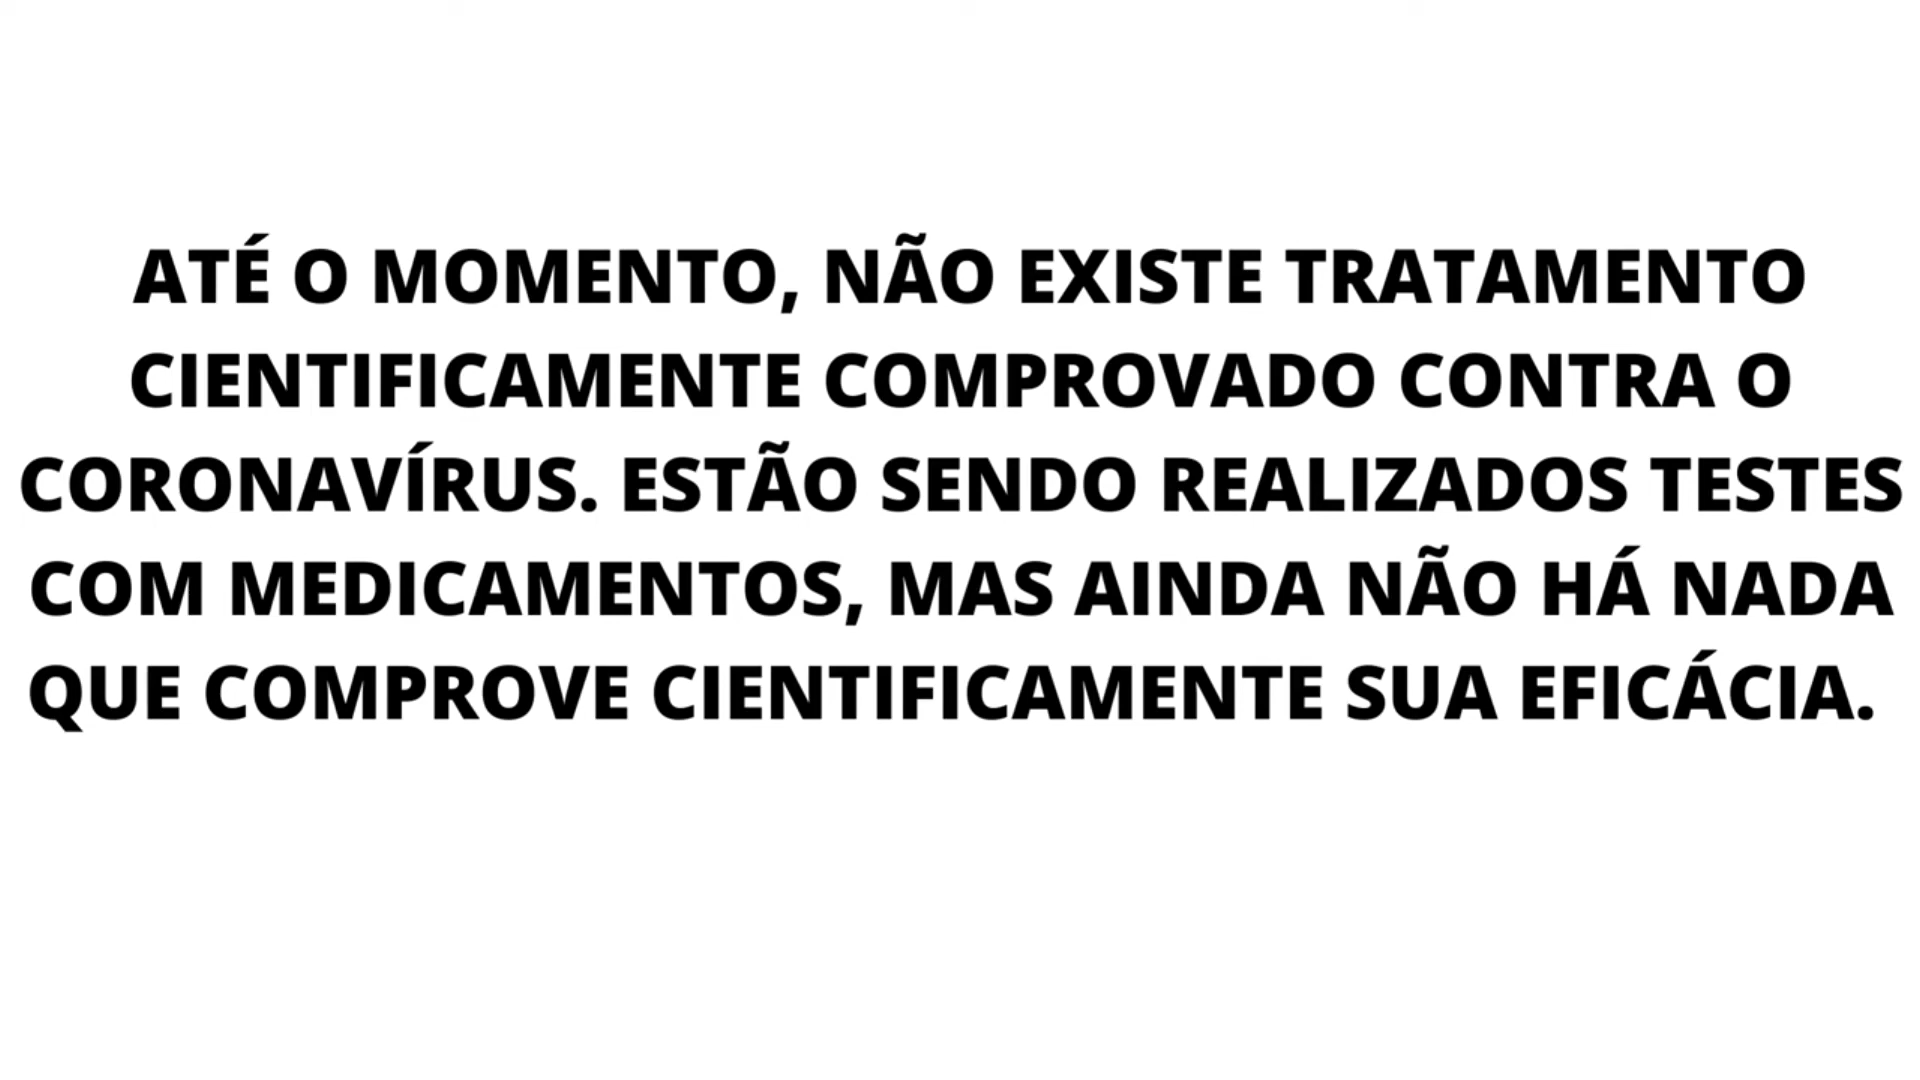 ATÉ O MOMENTO, NÃO EXISTE TRATAMENTO
CIENTIFICAMENTE COMPROVADO CONTRA O
CORONAVÍRUS. ESTÃO SENDO REALIZADOS TESTES
COM MEDICAMENTOS, MAS AINDA NÃO HÁ NADA
QUE COMPROVE CIENTIFICAMENTE SUA EFICÁCIA.